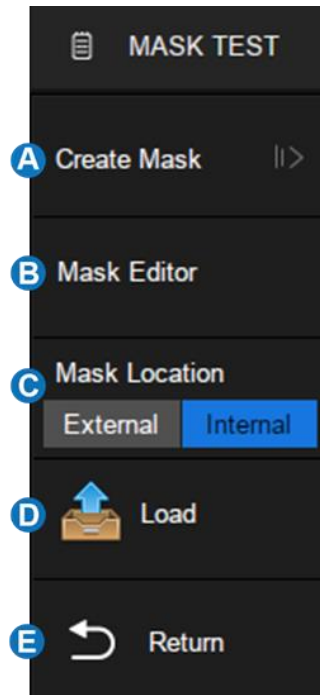 MASK TEST
A Create Mask
B Mask Editor
C Mask Location
External Internal
D Load
E Return